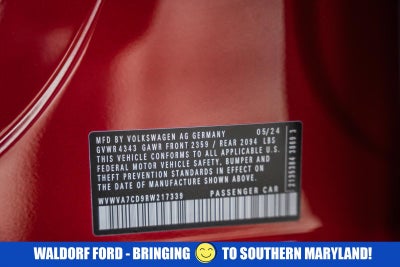 MFD BY VOLKSWAGEN AG GERMANY 05/24
GVWR 4343 GAWR FRONT 2359 / REAR 2094 LBS
THIS VEHICLE CONFORMS TO ALL APPLICABLE
FEDERAL MOTOR VEHICLE SAFETY, BUMPER AND
THEFT PREVENTION STANDARDS IN EFFECT ON
THE DATE OF MANUFACTURE SHOWN ABOVE.
WVWVA7CD9RW217339 PASSENGER CAR
WALDORF FORD - BRINGING 😊 TO SOUTHERN MARYLAND!